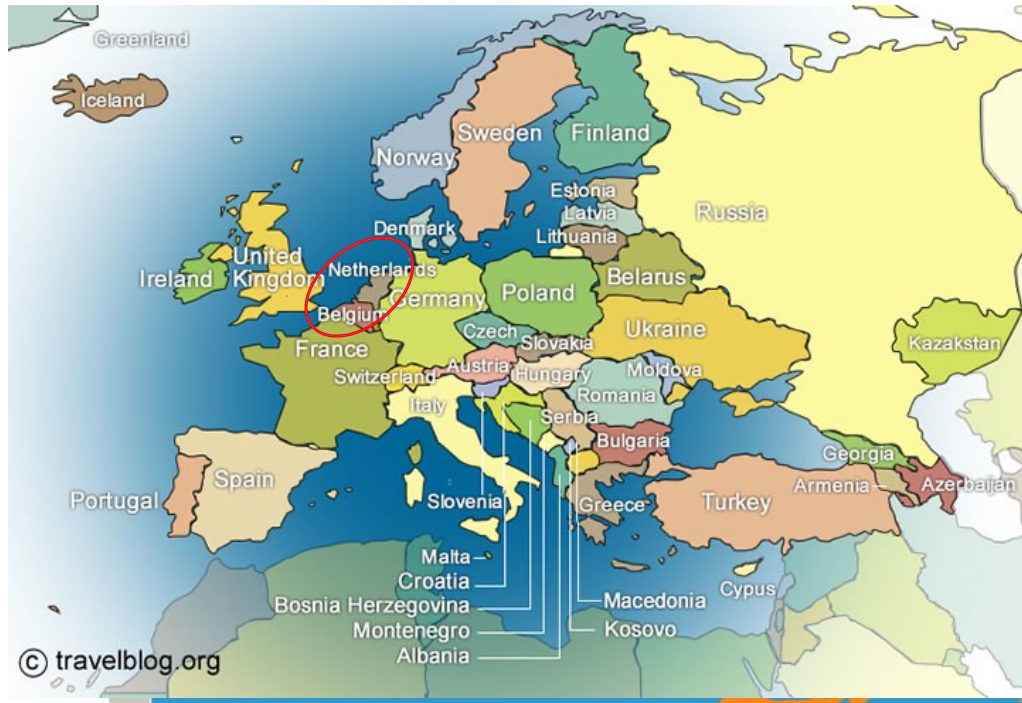 Greenland
Iceland
Sweden
Finland
Norway
Estonia
Russia
Latvia
Denmark
Lithuania
United
Kingdom
Netherlands
Ireland
Belarus
Germany
Poland
Belgium
Ukraine
Czech
Slovakia
Kazakstan
France
Austria
Moldova
Switzerland
Hungary
Romania
Italy
Serbia
Bulgaria
Georgia
Spain
Armenia
Azerbaijan
Portugal
Slovenia
Greece
Turkey
Malta
Croatia
Cypus
Bosnia Herzegovina
Macedonia
Montenegro
Kosovo
Albania
© travelblog.org